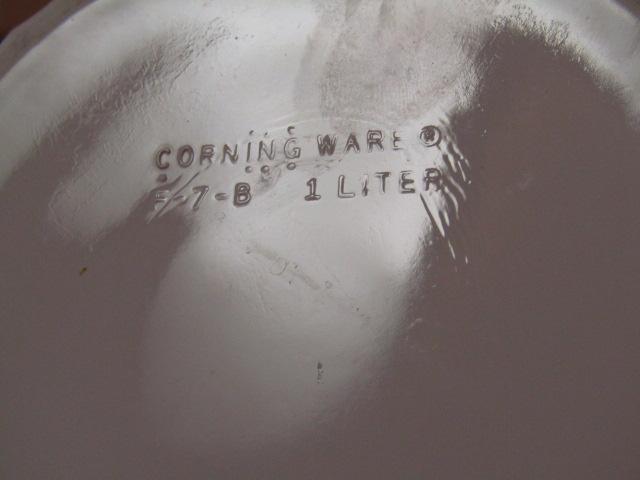 CORNING WARE ®
F-7-B 1 LITER